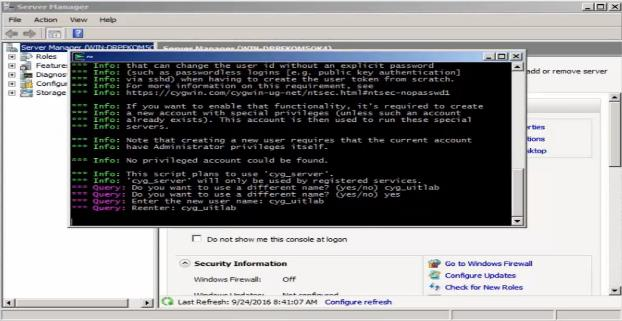 Server Manager
File Action View Help
Server Manager (WIN-DRPFKQMSQK4)
Roles
Features
Diagnos
Configur
Storage
~
add or remove server
*** Info: that can change the user id without an explicit password
*** Info: (such as passwordless logins [e.g. public key authentication]
*** Info: via sshd) when having to create the user token from scratch.
*** Info: For more information on this requirement, see
*** Info: https://cygwin.com/cygwin-ug-net/ntsec.html#ntsec-nopasswd1
*** Info: If you want to enable that functionality, it's required to create
*** Info: a new account with special privileges (unless such an account
*** Info: already exists). This account is then used to run these special
*** Info: servers.
*** Info: Note that creating a new user requires that the current account
*** Info: have Administrator privileges itself.
*** Info: No privileged account could be found.
*** Info: This script plans to use 'cyg_server'.
*** Info: 'cyg_server' will only be used by registered services.
*** Query: Do you want to use a different name? (yes/no) cyg_uitlab
*** Query: Do you want to use a different name? (yes/no) yes
*** Query: Enter the new user name: cyg_uitlab
*** Query: Reenter: cyg_uitlab
erties
tions
sktop
Do not show me this console at logon
Security Information
Windows Firewall: Off
Go to Windows Firewall
Configure Updates
Check for New Roles
Last Refresh: 9/24/2016 8:41:07 AM Configure refresh